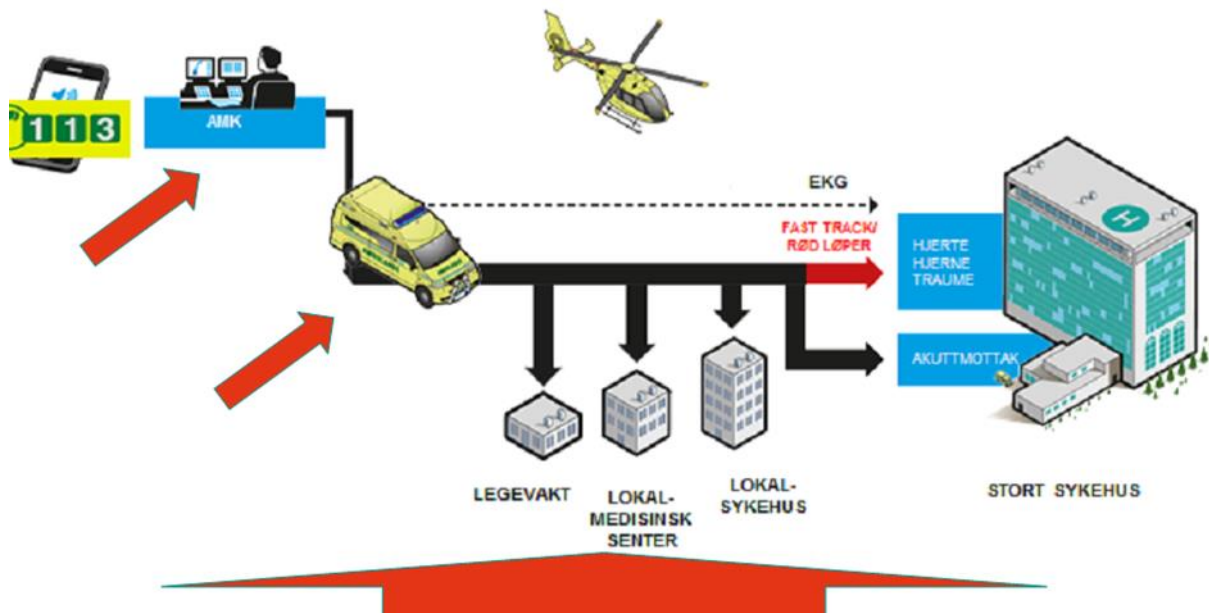 113
AMK
EKG
FAST TRACK/
RØD LØPER
HJERTE
HJERNE
TRAUME
AKUTTMOTTAK
LEGEVAKT
LOKAL-
MEDISINSK
SENTER
LOKAL-
SYKEHUS
STORT SYKEHUS
H